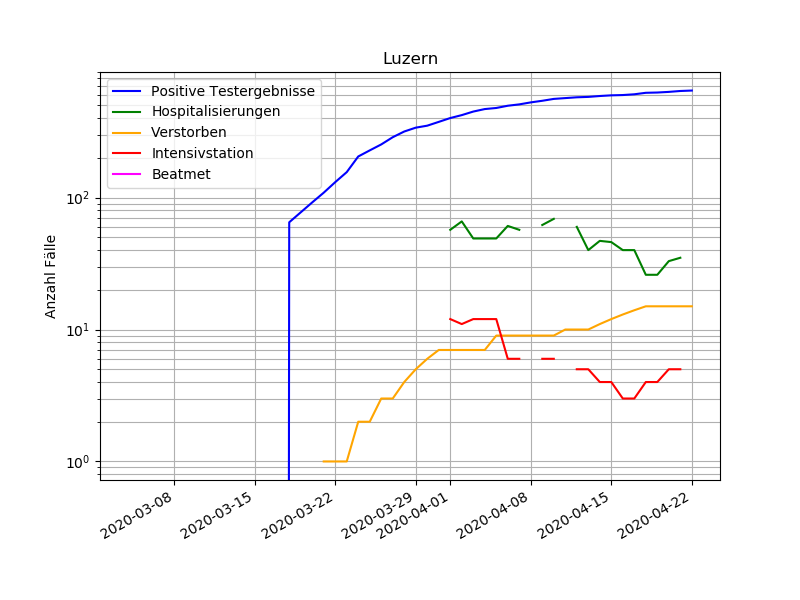 Luzern
Positive Testergebnisse
Hospitalisierungen
Verstorben
Intensivstation
Beatmet
Anzahl Fälle
10²
10¹
10⁰
2020-03-08
2020-03-15
2020-03-22
2020-03-29
2020-04-01
2020-04-08
2020-04-15
2020-04-22